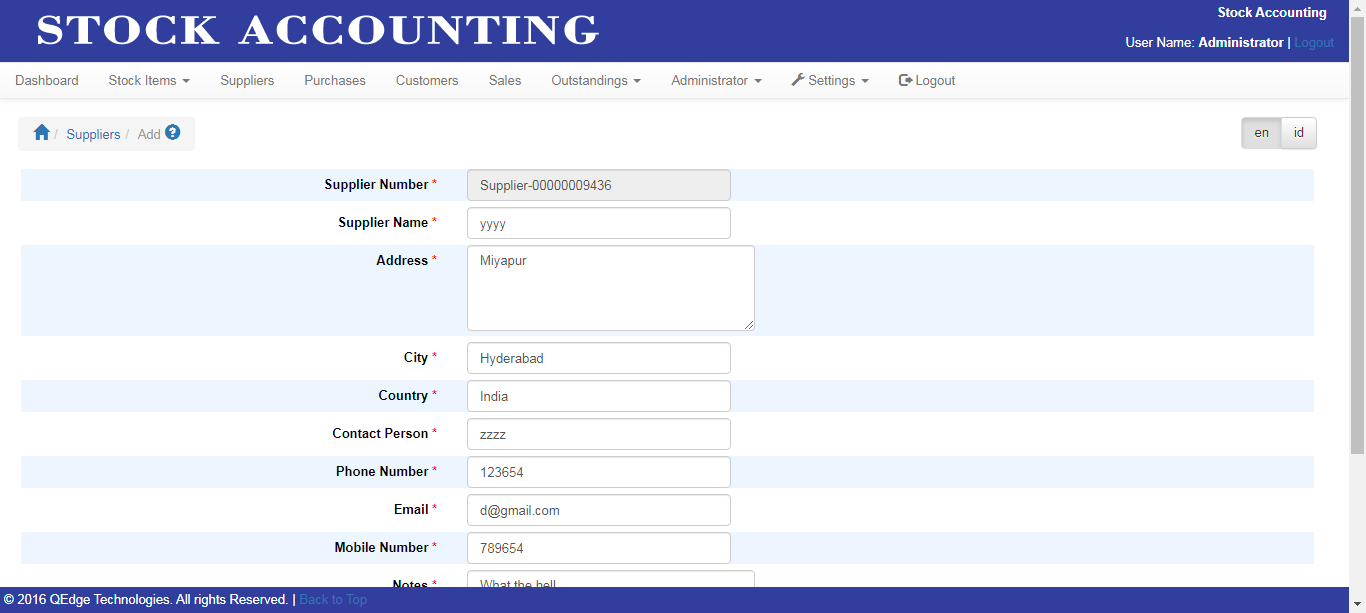 STOCK ACCOUNTING
Stock Accounting
User Name: Administrator | Logout
Dashboard Stock Items Suppliers Purchases Customers Sales Outstandings Administrator Settings Logout
/ Suppliers / Add ?
en id
Supplier Number * Supplier-00000009436
Supplier Name * yyyy
Address * Miyapur
City * Hyderabad
Country * India
Contact Person * zzzz
Phone Number * 123654
Email * d@gmail.com
Mobile Number * 789654
Notes * What the hell
© 2016 QEdge Technologies. All rights Reserved. | Back to Top